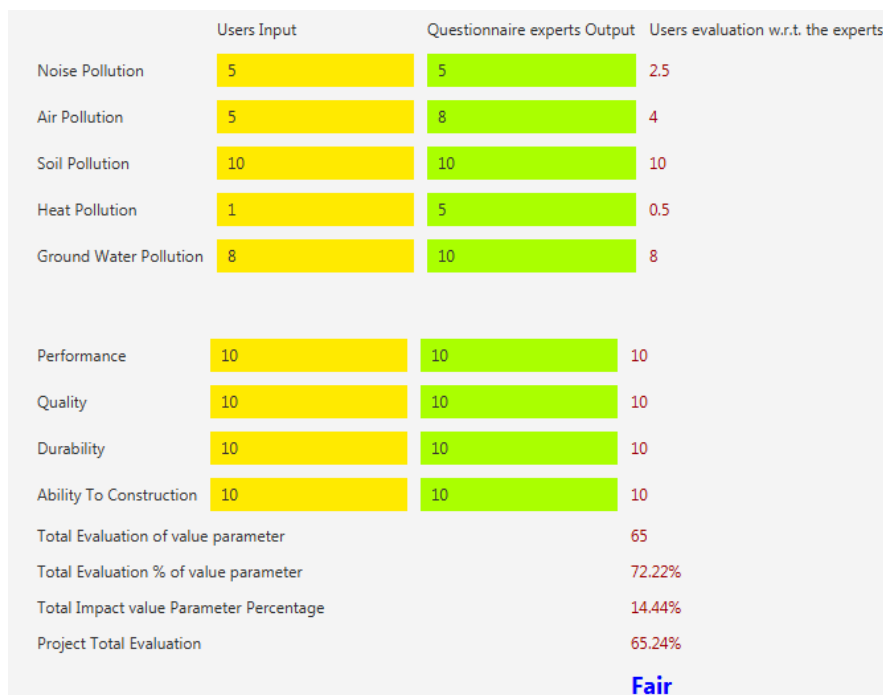 Users Input Questionnaire experts Output Users evaluation w.r.t. the experts
Noise Pollution 5 5 2.5
Air Pollution 5 8 4
Soil Pollution 10 10 10
Heat Pollution 1 5 0.5
Ground Water Pollution 8 10 8
Performance 10 10 10
Quality 10 10 10
Durability 10 10 10
Ability To Construction 10 10 10
Total Evaluation of value parameter 65
Total Evaluation % of value parameter 72.22%
Total Impact value Parameter Percentage 14.44%
Project Total Evaluation 65.24%
Fair